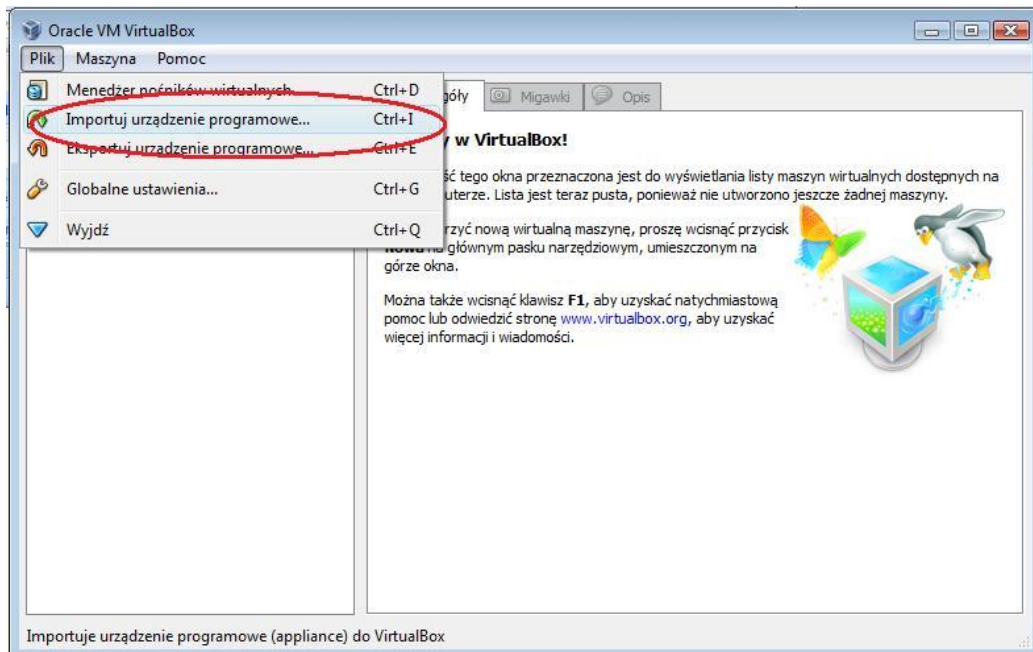 Oracle VM VirtualBox
Plik Maszyna Pomoc
Menedżer nośników wirtualnych... Ctrl+D
Importuj urządzenie programowe... Ctrl+I
Eksportuj urządzenie programowe... Ctrl+E
Globalne ustawienia... Ctrl+G
Wyjdź Ctrl+Q
góły Migawki Opis
y w VirtualBox!
ść tego okna przeznaczona jest do wyświetlania listy maszyn wirtualnych dostępnych na
uterze. Lista jest teraz pusta, ponieważ nie utworzono jeszcze żadnej maszyny.
rzyć nową wirtualną maszynę, proszę wcisnąć przycisk
Nowa na głównym pasku narzędziowym, umieszczonym na
górze okna.
Można także wcisnąć klawisz F1, aby uzyskać natychmiastową
pomoc lub odwiedzić stronę www.virtualbox.org, aby uzyskać
więcej informacji i wiadomości.
Importuje urządzenie programowe (appliance) do VirtualBox